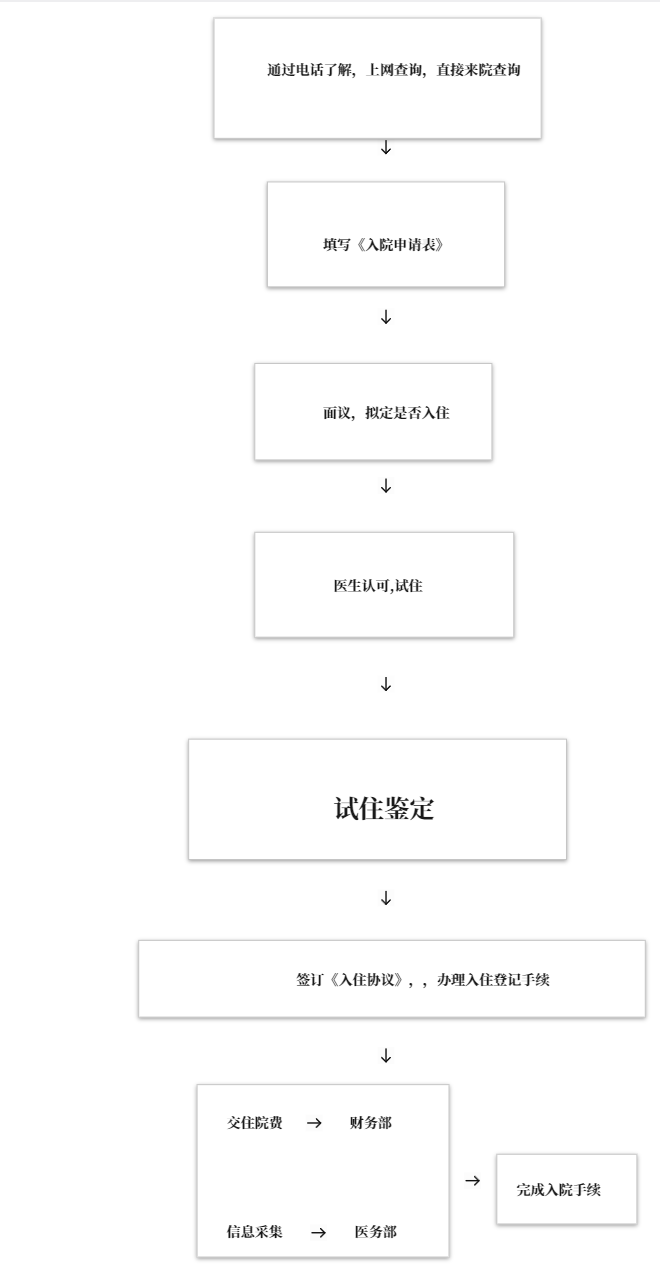 通过电话了解，上网查询，直接来院查询
↓
填写《入院申请表》
↓
面议，拟定是否入住
↓
医生认可,试住
↓
试住鉴定
↓
签订《入住协议》，，办理入住登记手续
↓
交住院费 → 财务部
→ 完成入院手续
信息采集 → 医务部